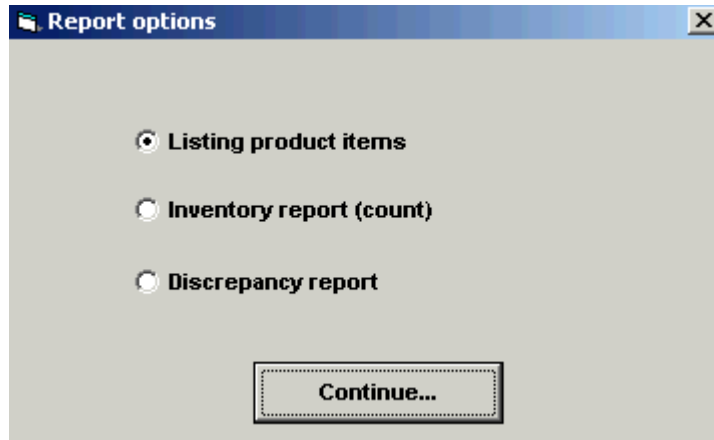 Report options
Listing product items
Inventory report (count)
Discrepancy report
Continue...